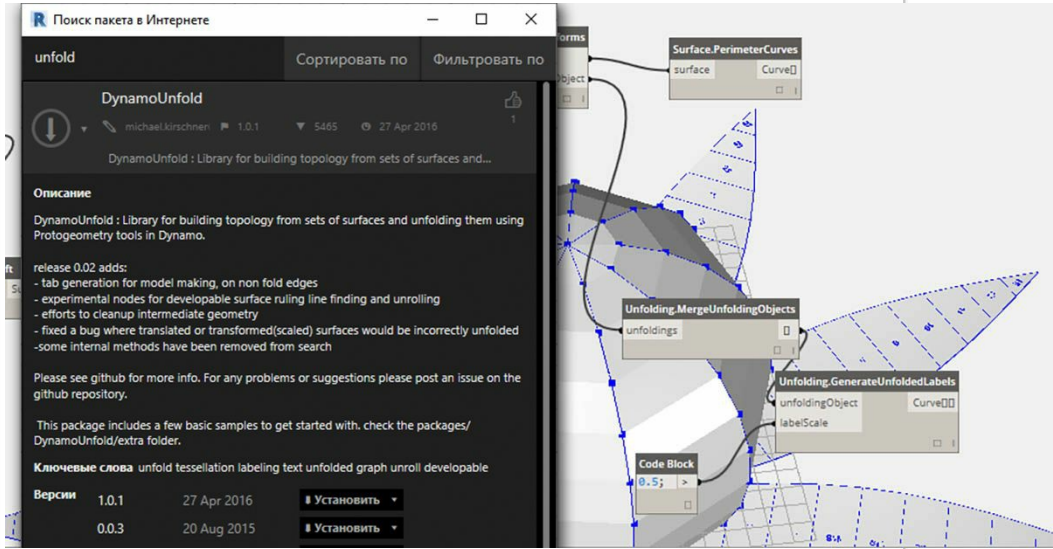 Поиск пакета в Интернете
unfold
Сортировать по
Фильтровать по
DynamoUnfold
michael.kirschner 1.0.1 5465 27 Apr 2016
1
DynamoUnfold : Library for building topology from sets of surfaces and...
Описание
DynamoUnfold : Library for building topology from sets of surfaces and unfolding them using
Protogeometry tools in Dynamo.
release 0.02 adds:
- tab generation for model making, on non fold
edges
- experimental nodes for developable surface ruling line finding and unrolling
- efforts to cleanup intermediate geometry
- fixed a bug where translated or transformed(scaled) surfaces would be incorrectly unfolded
-some internal methods have been removed from
search
Please see github for more info. For any problems or suggestions please post an issue on the
github repository.
This package includes a few basic samples to get started with. check the packages/
DynamoUnfold/extra folder.
Ключевые слова unfold tessellation labeling text unfolded graph unroll developable
Версии
1.0.1 27 Apr 2016 Установить
0.0.3 20 Aug 2015 Установить
orms
bject
Surface.PerimeterCurves
surface Curve[]
Unfolding.MergeUnfoldingObjects
unfoldings []
Unfolding.GenerateUnfoldedLabels
unfoldingObject Curve[][]
labelScale
Code Block
0.5; >